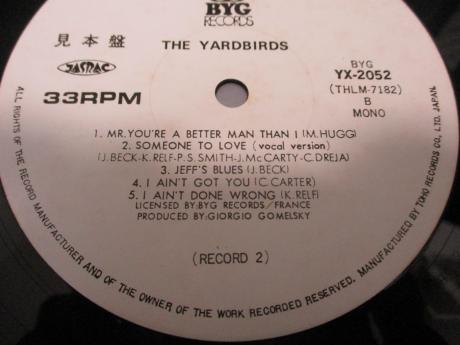 BYG
RECORDS
見本盤
THE YARDBIRDS
JASRAC
BYG
YX-2052
(THLM-7182)
B
MONO
33RPM
1. MR. YOU'RE A BETTER MAN THAN I (M.HUGG)
2. SOMEONE TO LOVE (vocal version)
(J.BECK-K.RELF-P.S.SMITH-J.McCARTY-C.DREJA)
3. JEFF'S BLUES (J.BECK)
4. I AIN'T GOT YOU (C.CARTER)
5. I AIN'T DONE WRONG (K.RELF)
LICENSED BY:BYG RECORDS/FRANCE
PRODUCED BY:GIORGIO GOMELSKY
(RECORD 2)
ALL RIGHTS OF THE RECORD MANUFACTURER AND OF THE OWNER OF THE WORK RECORDED RESERVED. MANUFACTURED BY TOHO RECORDS CO., LTD. JAPAN.